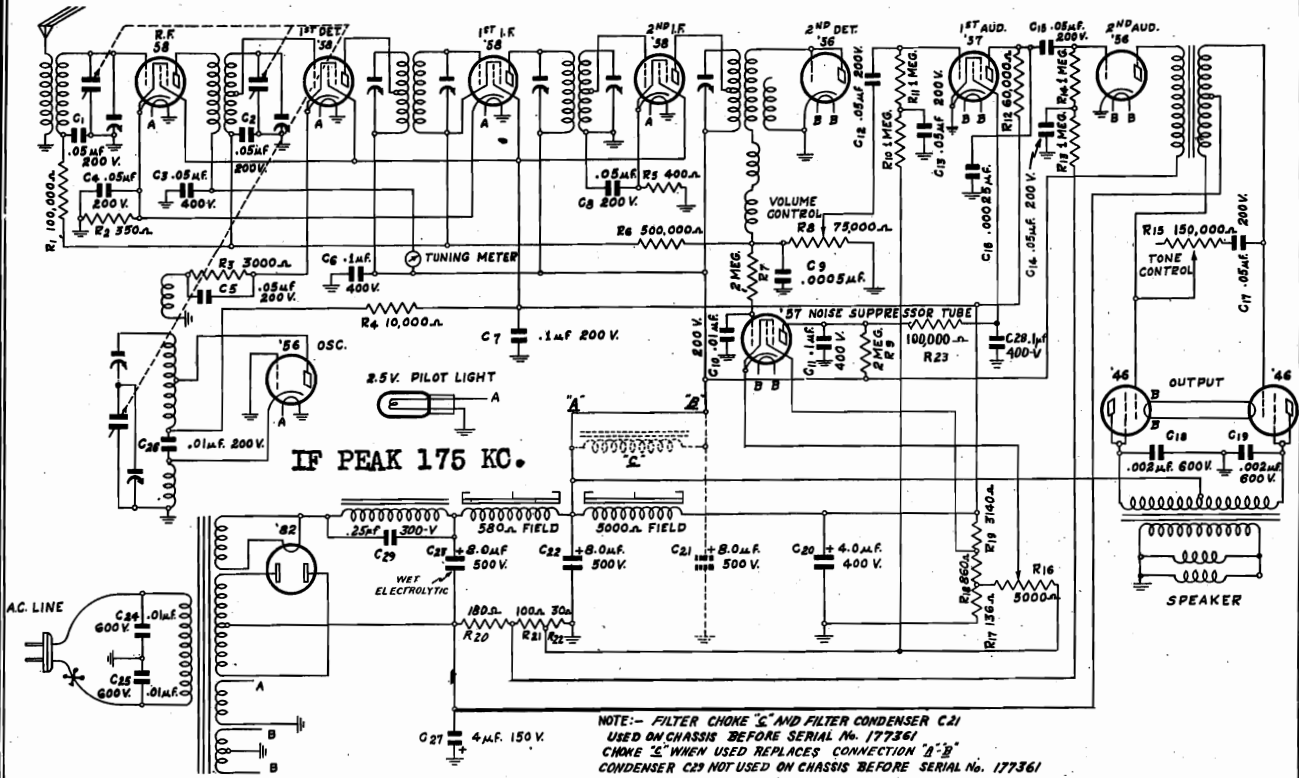 R.F.
58
1ST DET.
'58
1ST I.F.
'58
2ND I.F.
'58
2ND DET.
'56
1ST AUD.
'37
C15 .05µF.
200V.
2ND AUD.
'56
C1
.05µF
200 V.
C2
.05µF
200V.
A
A
A
A
B B
B B
B B
C12 .05µF 200V.
R11 1 MEG.
R10 1 MEG.
C13 .05µF 200V.
R12 60,000Ω
R14 1 MEG.
R13 1 MEG.
C16 .00025µF.
C14 .05µF. 200 V.
R1 100,000Ω
C4 .05µF
200 V.
R2 350Ω
C3 .05µF.
400V.
.05µF
C8 200 V.
R5 400Ω
R6 500,000Ω
VOLUME
CONTROL
R8 75,000Ω
R15 150,000Ω
TONE
CONTROL
C17 .05µF. 200V.
R3 3000Ω
C5 .05µF
200V.
C6 .1µF
400V.
TUNING METER
2 MEG. R7
C9
.0005µF.
R4 10,000Ω
C7 .1µF 200 V.
C10 .01µF 200 V.
'57 NOISE SUPPRESSOR TUBE
C11 .1µF 400 V.
2 MEG. R9
100,000Ω
R23
C28 .1µF
400-V
B B
'56 OSC.
A
2.5 V. PILOT LIGHT
A
C26 .01µF. 200V.
IF PEAK 175 KC.
"A"
"B"
"C"
'46
B
OUTPUT
B
'46
C18
.002µF. 600V.
C19
.002µF.
600V.
'82
.25µF 300-V
C29
580Ω FIELD
5000Ω FIELD
C23 8.0µF
500V.
WET
ELECTROLYTIC
C22 8.0µF.
500V.
C21 8.0µF
500V.
C20 4.0µF.
400 V.
R19 3140Ω
R18 860Ω
R17 136Ω
R16
5000Ω
SPEAKER
A.C. LINE
C24 .01µF.
600V.
C25
600V. .01µF.
180Ω
R20
100Ω
R21
30Ω
R22
A
B
B
C27 4µF. 150 V.
NOTE:- FILTER CHOKE "C" AND FILTER CONDENSER C21
USED ON CHASSIS BEFORE SERIAL No. 177361
CHOKE "C" WHEN USED REPLACES CONNECTION "A"-"B"
CONDENSER C29 NOT USED ON CHASSIS BEFORE SERIAL No. 177361